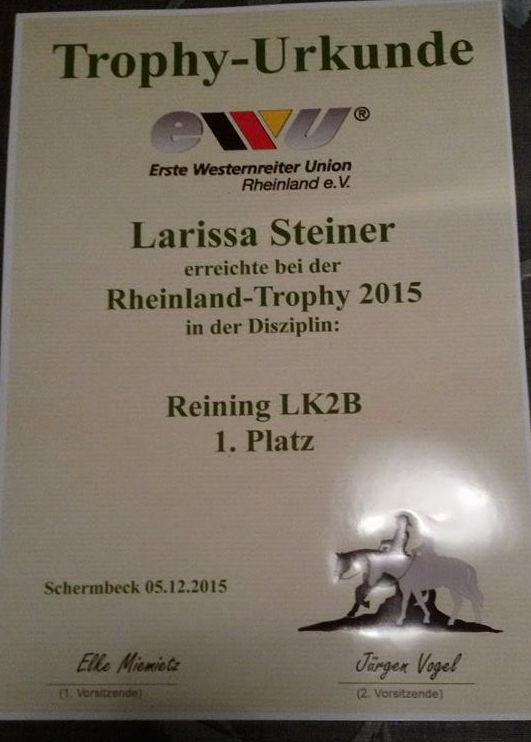 Trophy-Urkunde
ewu®
Erste Westernreiter Union
Rheinland e.V.
Larissa Steiner
erreichte bei der
Rheinland-Trophy 2015
in der Disziplin:
Reining LK2B
1. Platz
Schermbeck 05.12.2015
Elke Miemietz
Jürgen Vogel
(1. Vorsitzende)
(2. Vorsitzende)